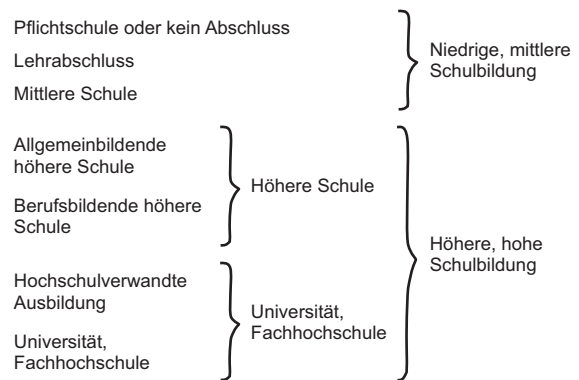 Pflichtschule oder kein Abschluss
Lehrabschluss
Mittlere Schule
Niedrige, mittlere
Schulbildung
Allgemeinbildende
höhere Schule
Berufsbildende höhere
Schule
Höhere Schule
Hochschulverwandte
Ausbildung
Universität,
Fachhochschule
Universität,
Fachhochschule
Höhere, hohe
Schulbildung